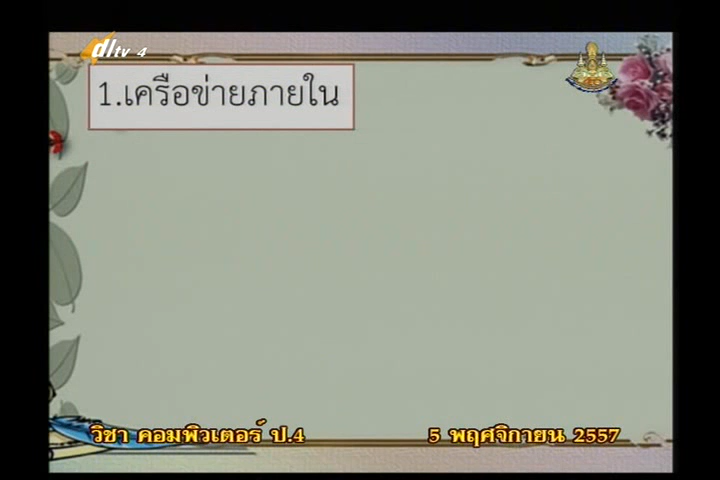 dltv 4
1.เครือข่ายภายใน
วิชา คอมพิวเตอร์ ป.4
5 พฤศจิกายน 2557